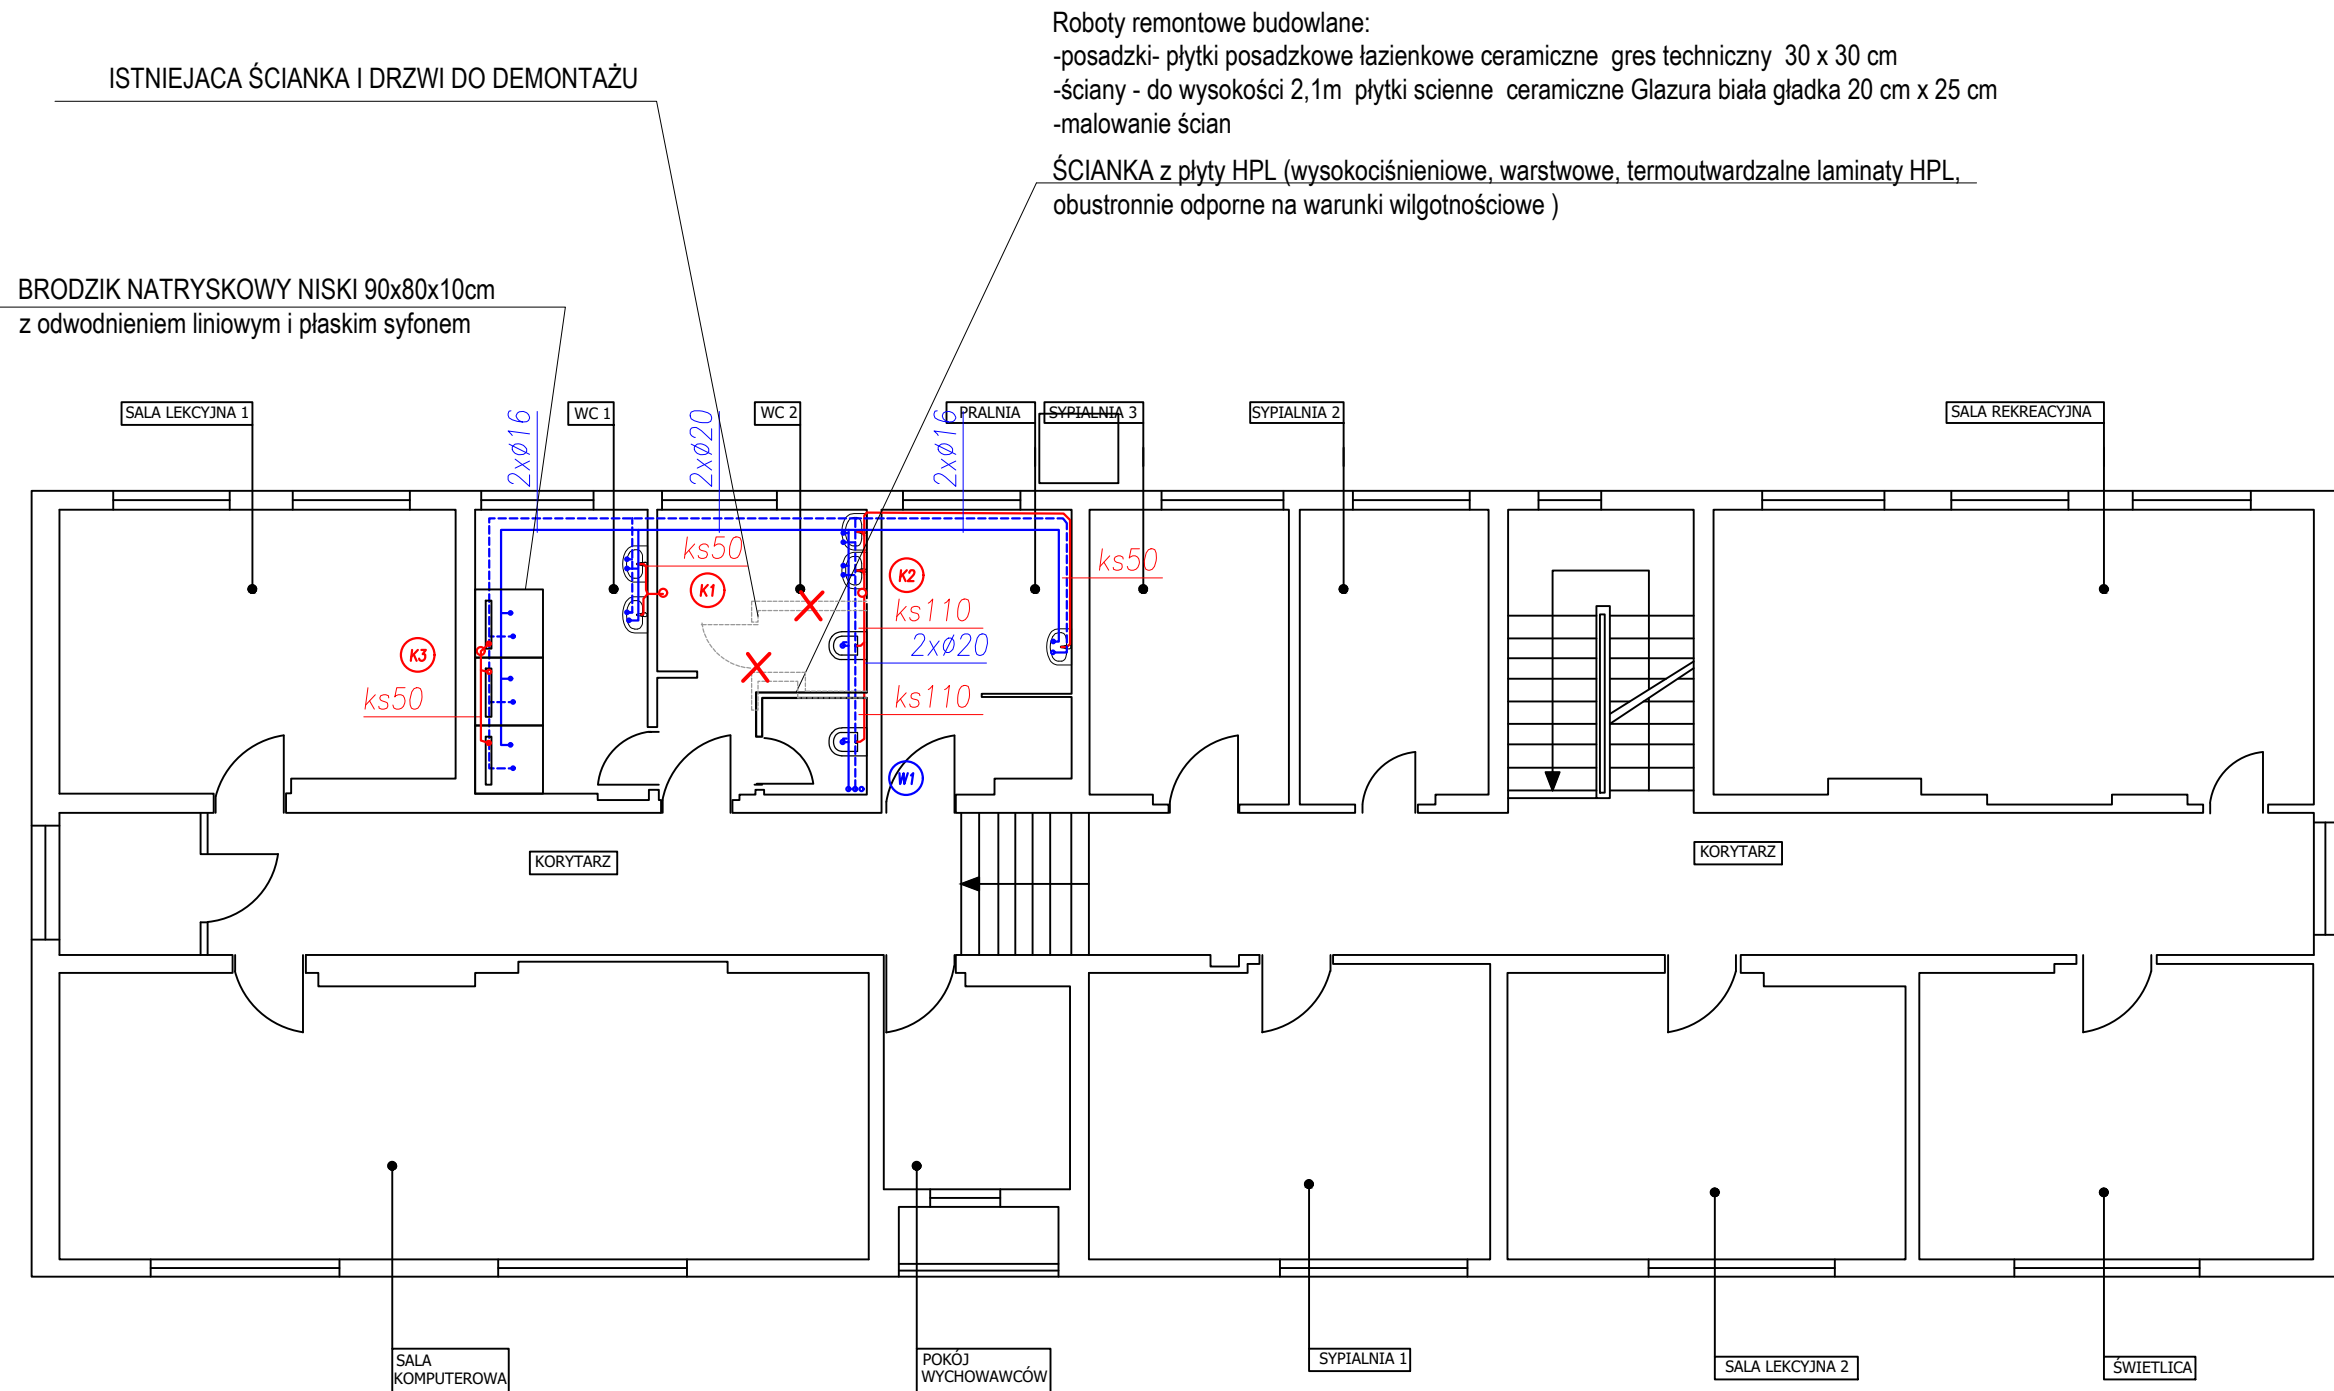 Roboty remontowe budowlane:
-posadzki- płytki posadzkowe łazienkowe ceramiczne gres techniczny 30 x 30 cm
-ściany - do wysokości 2,1m płytki scienne ceramiczne Glazura biała gładka 20 cm x 25 cm
-malowanie ścian
ISTNIEJACA ŚCIANKA I DRZWI DO DEMONTAŻU
ŚCIANKA z płyty HPL (wysokociśnieniowe, warstwowe, termoutwardzalne laminaty HPL,
obustronnie odporne na warunki wilgotnościowe )
BRODZIK NATRYSKOWY NISKI 90x80x10cm
z odwodnieniem liniowym i płaskim syfonem
SALA LEKCYJNA 1
2xø16
WC 1
2xø20
WC 2
2xø16
PRALNIA
SYPIALNIA 3
SYPIALNIA 2
SALA REKREACYJNA
ks50
K1
K2
ks50
ks110
2xø20
K3
ks50
ks110
W1
KORYTARZ
KORYTARZ
SALA
KOMPUTEROWA
POKÓJ
WYCHOWAWCÓW
SYPIALNIA 1
SALA LEKCYJNA 2
ŚWIETLICA